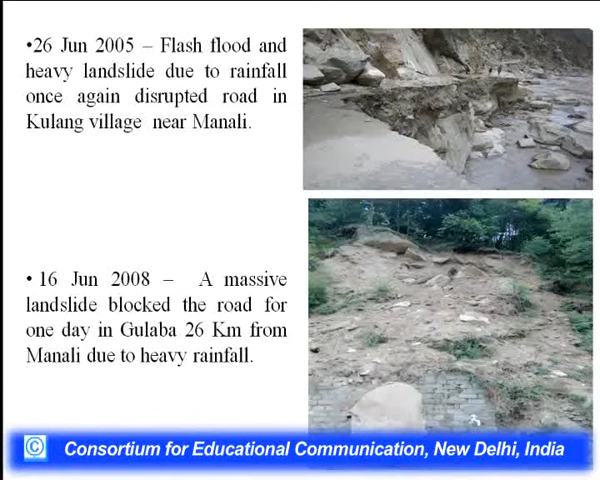 •26 Jun 2005 – Flash flood and
heavy landslide due to rainfall
once again disrupted road in
Kulang village near Manali.
• 16 Jun 2008 – A massive
landslide blocked the road for
one day in Gulaba 26 Km from
Manali due to heavy rainfall.
© Consortium for Educational Communication, New Delhi, India